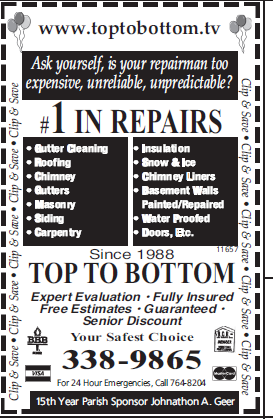 www.toptobottom.tv
Ask yourself, is your repairman too
expensive, unreliable, unpredictable?
#1 IN REPAIRS
• Gutter Cleaning
• Roofing
• Chimney
• Gutters
• Masonry
• Siding
• Carpentry
• Insulation
• Snow & Ice
• Chimney Liners
• Basement Walls
Painted/Repaired
• Water Proofed
• Doors, Etc.
11657
Since 1988
TOP TO BOTTOM
Expert Evaluation • Fully Insured
Free Estimates • Guaranteed •
Senior Discount
Your Safest Choice
338-9865
For 24 Hour Emergencies, Call 764-8204
15th Year Parish Sponsor Johnathon A. Geer
Clip & Save • Clip & Save • Clip & Save • Clip & Save • Clip & Save
Clip & Save • Clip & Save • Clip & Save • Clip & Save • Clip & Save
BBB
VISA
MasterCard